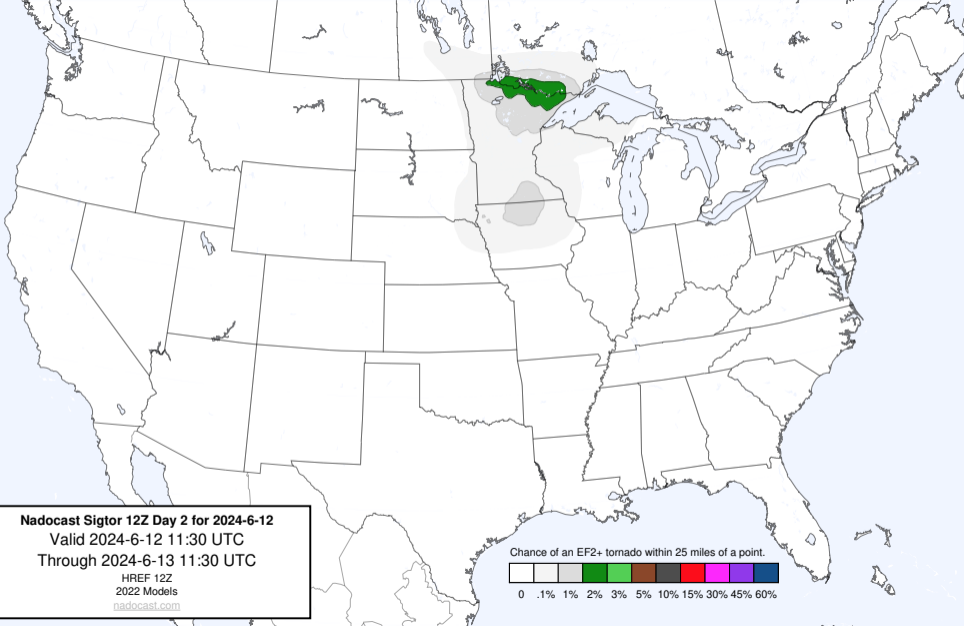 Nadocast Sigtor 12Z Day 2 for 2024-6-12
Valid 2024-6-12 11:30 UTC
Through 2024-6-13 11:30 UTC
HREF 12Z
2022 Models
nadocast.com
Chance of an EF2+ tornado within 25 miles of a point.
0 .1% 1% 2% 3% 5% 10% 15% 30% 45% 60%